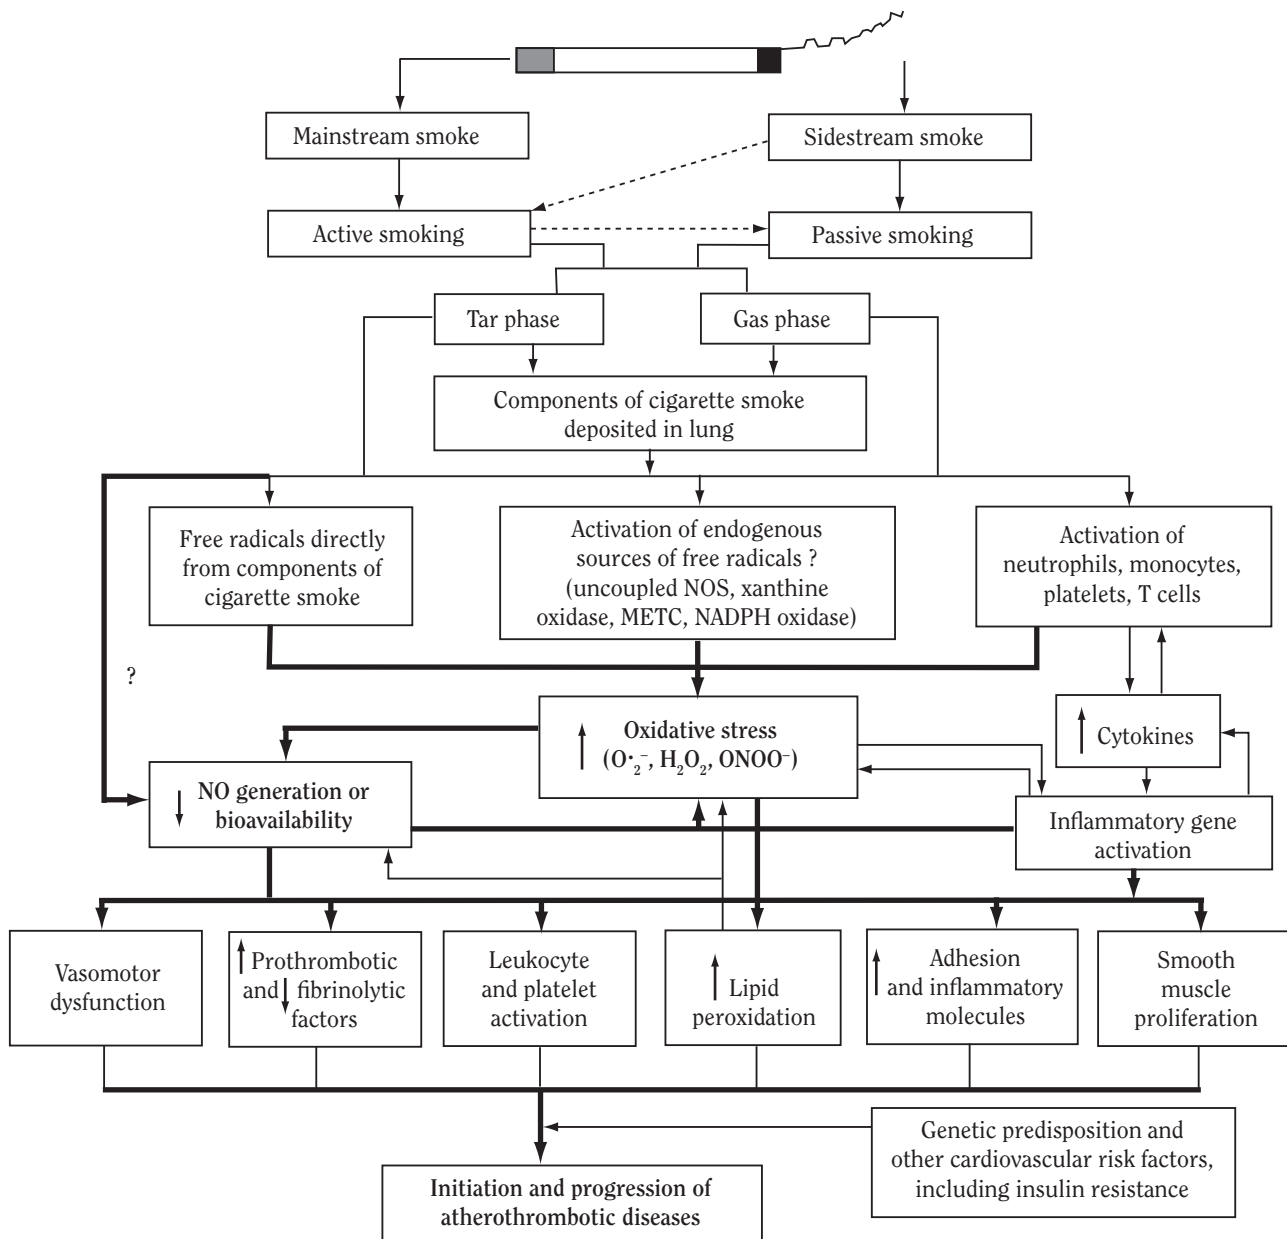 Mainstream smoke
Sidestream smoke
Active smoking
Passive smoking
Tar phase
Gas phase
Components of cigarette smoke
deposited in lung
Free radicals directly
from components of
cigarette smoke
Activation of endogenous
sources of free radicals ?
(uncoupled NOS, xanthine
oxidase, METC, NADPH oxidase)
Activation of
neutrophils, monocytes,
platelets, T cells
?
Oxidative stress
(O•₂⁻, H₂O₂, ONOO⁻)
Cytokines
NO generation or
bioavailability
Inflammatory gene
activation
Vasomotor
dysfunction
Prothrombotic
and fibrinolytic
factors
Leukocyte
and platelet
activation
Lipid
peroxidation
Adhesion
and inflammatory
molecules
Smooth
muscle
proliferation
Genetic predisposition and
other cardiovascular risk factors,
including insulin resistance
Initiation and progression of
atherothrombotic diseases